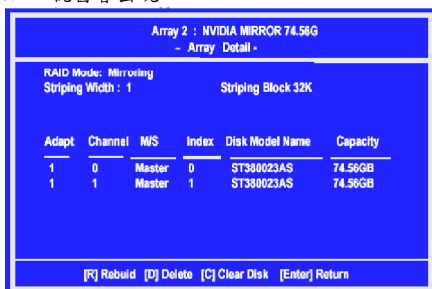 Array 2 : NVIDIA MIRROR 74.56G
- Array Detail -
RAID Mode: Mirroring
Striping Width : 1 Striping Block 32K
Adapt Channel M/S Index Disk Model Name Capacity
1 0 Master 0 ST380023AS 74.56GB
1 1 Master 1 ST380023AS 74.56GB
[R] Rebuid [D] Delete [C] Clear Disk [Enter] Return